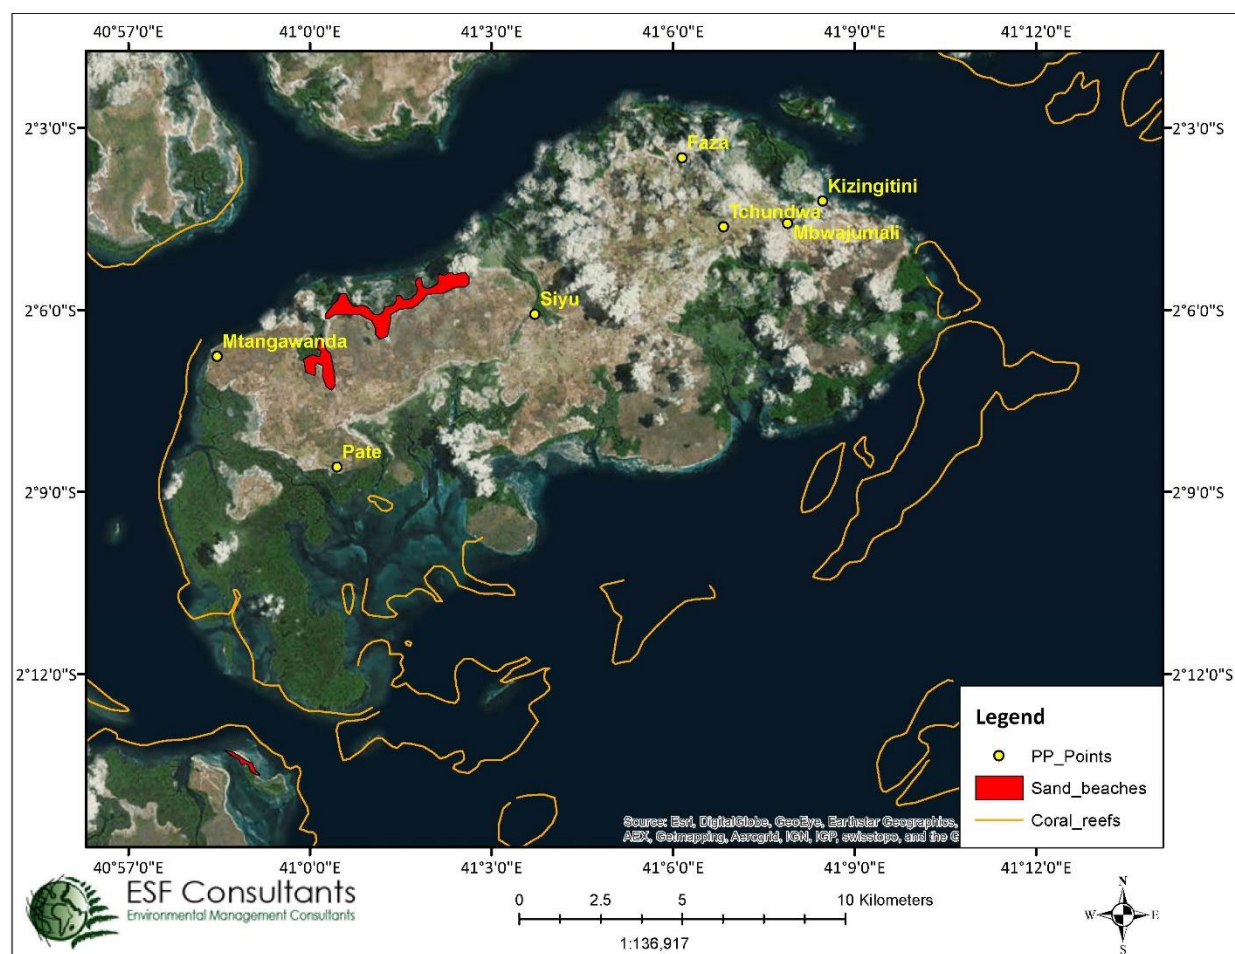 40°57'0"E 41°0'0"E 41°3'0"E 41°6'0"E 41°9'0"E 41°12'0"E
2°3'0"S 2°3'0"S
Faza
Kizingitini
Tchundwa
Mbwajumali
Siyu
2°6'0"S 2°6'0"S
Mtangawanda
Pate
2°9'0"S 2°9'0"S
2°12'0"S 2°12'0"S
Legend
PP_Points
Sand_beaches
Coral_reefs
Source: Esri, DigitalGlobe, GeoEye, Earthstar Geographics,
AEX, Getmapping, Aerogrid, IGN, IGP, swisstopo, and the G
40°57'0"E 41°0'0"E 41°3'0"E 41°6'0"E 41°9'0"E 41°12'0"E
ESF Consultants
Environmental Management Consultants
0 2.5 5 10 Kilometers
1:136,917
N
W E
S